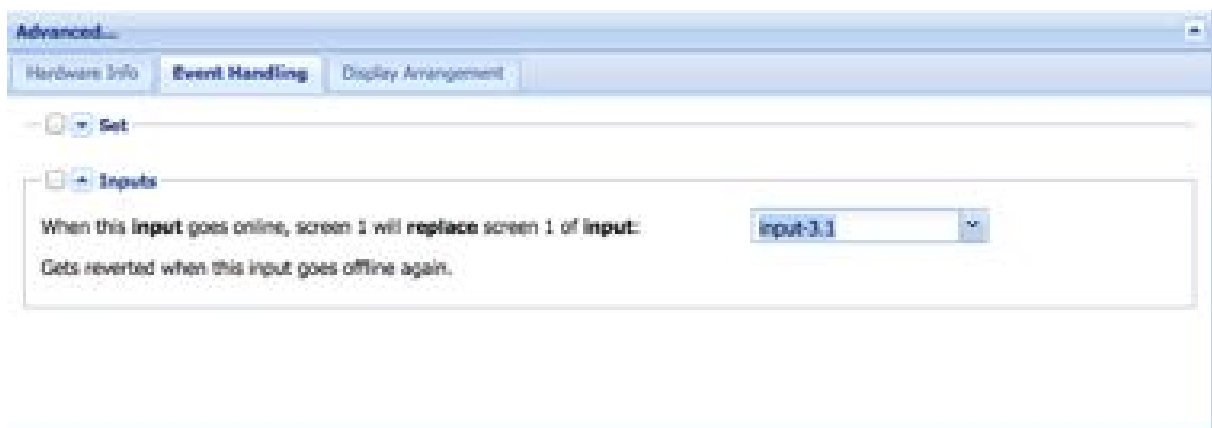 Advanced...
Hardware Info Event Handling Display Arrangement
Set
Inputs
When this input goes online, screen 1 will replace screen 1 of input: input-3.1
Gets reverted when this input goes offline again.